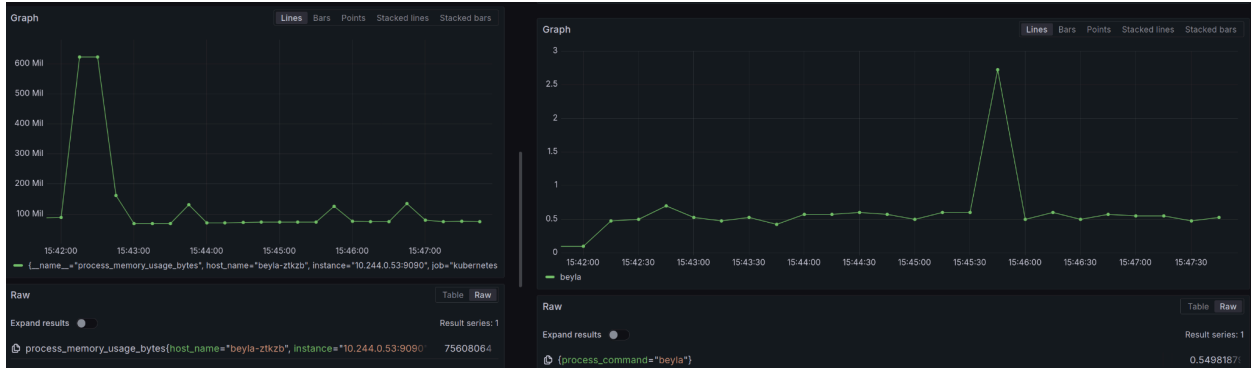 Graph
Lines Bars Points Stacked lines Stacked bars
600 Mil
500 Mil
400 Mil
300 Mil
200 Mil
100 Mil
15:42:00 15:43:00 15:44:00 15:45:00 15:46:00 15:47:00
{__name__="process_memory_usage_bytes", host_name="beyla-ztkzb", instance="10.244.0.53:9090", job="kubernetes
Raw
Table Raw
Expand results
Result series: 1
process_memory_usage_bytes{host_name="beyla-ztkzb", instance="10.244.0.53:9090" 75608064
Graph
Lines Bars Points Stacked lines Stacked bars
3
2.5
2
1.5
1
0.5
0
15:42:00 15:42:30 15:43:00 15:43:30 15:44:00 15:44:30 15:45:00 15:45:30 15:46:00 15:46:30 15:47:00 15:47:30
beyla
Raw
Table Raw
Expand results
Result series: 1
{process_command="beyla"} 0.5498187